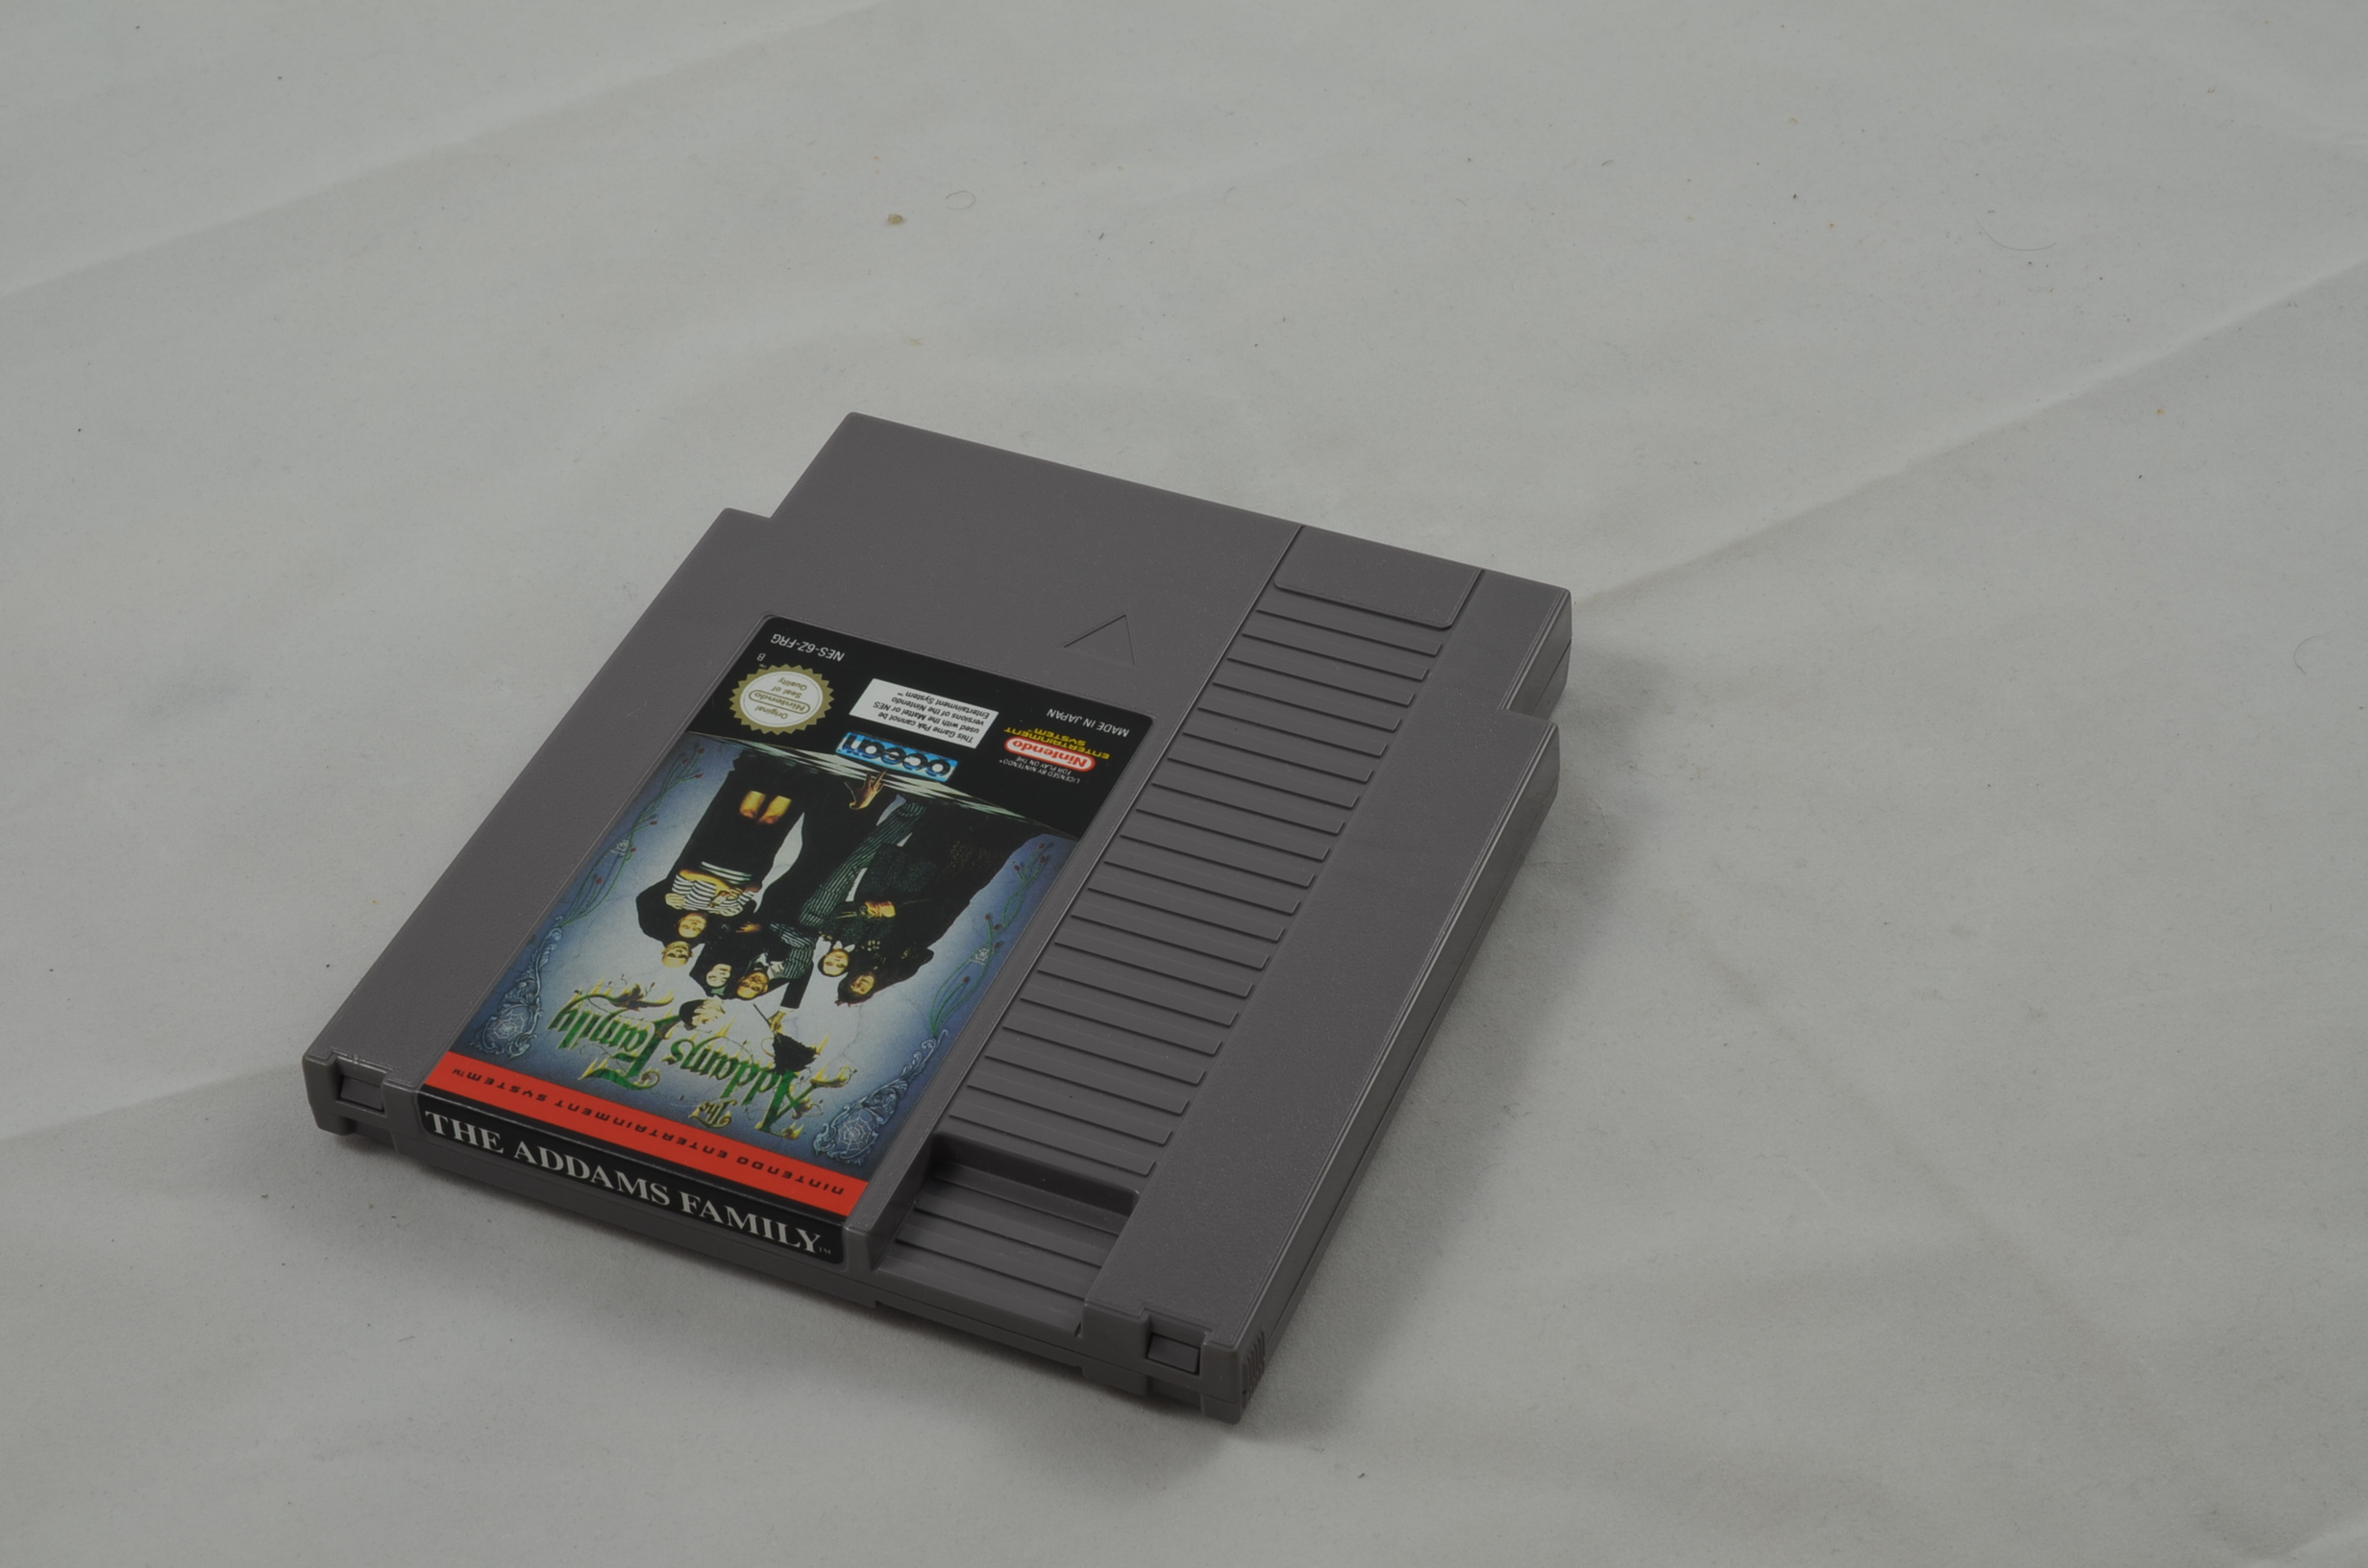 THE ADDAMS FAMILY™
NINTENDO ENTERTAINMENT SYSTEM™
The
Addams Family
LICENSED BY NINTENDO®
FOR PLAY ON THE
Nintendo
ENTERTAINMENT
SYSTEM™
MADE IN JAPAN
ocean
This Game Pak cannot be
used with the Mattel or NES
versions of the Nintendo
Entertainment System™
Original
Nintendo
Seal of
Quality
B
NES-6Z-FRG